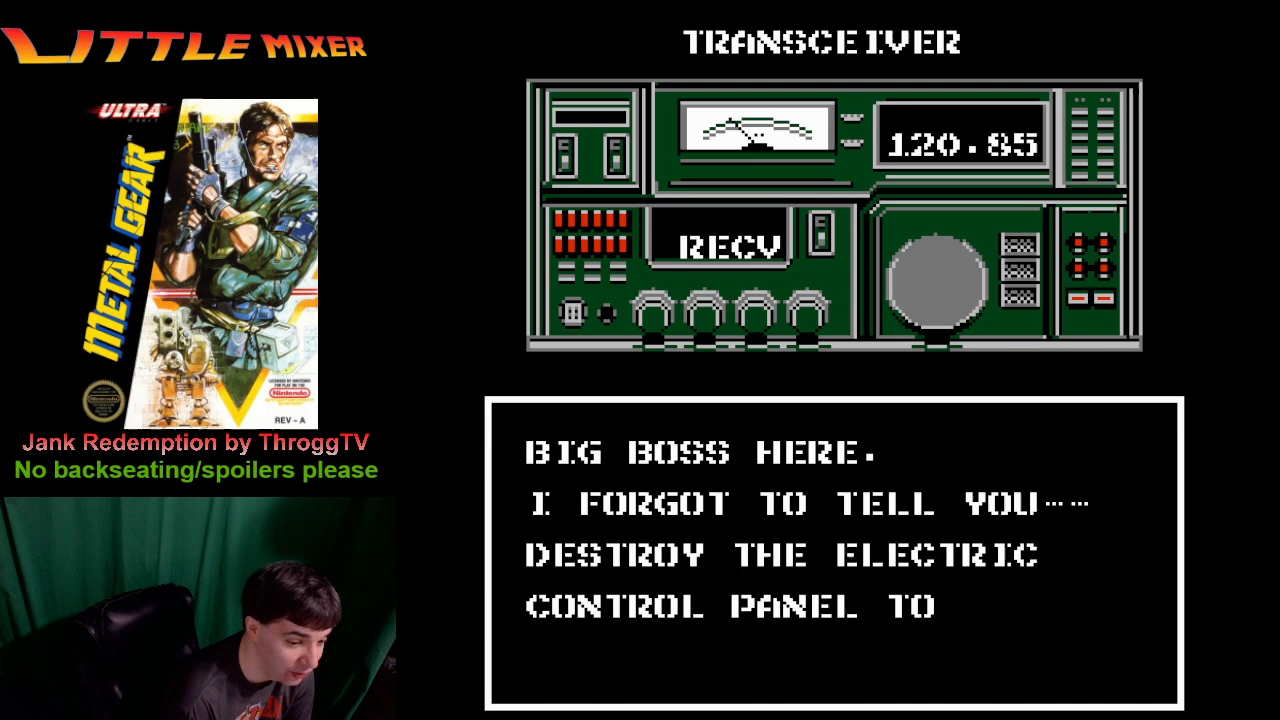 LITTLE MIXER
TRANSCEIVER
ULTRA
METAL GEAR
120.85
RECV
Nintendo
REV-A
Jank Redemption by ThroggTV
No backseating/spoilers please
BIG BOSS HERE.
I FORGOT TO TELL YOU……
DESTROY THE ELECTRIC
CONTROL PANEL TO